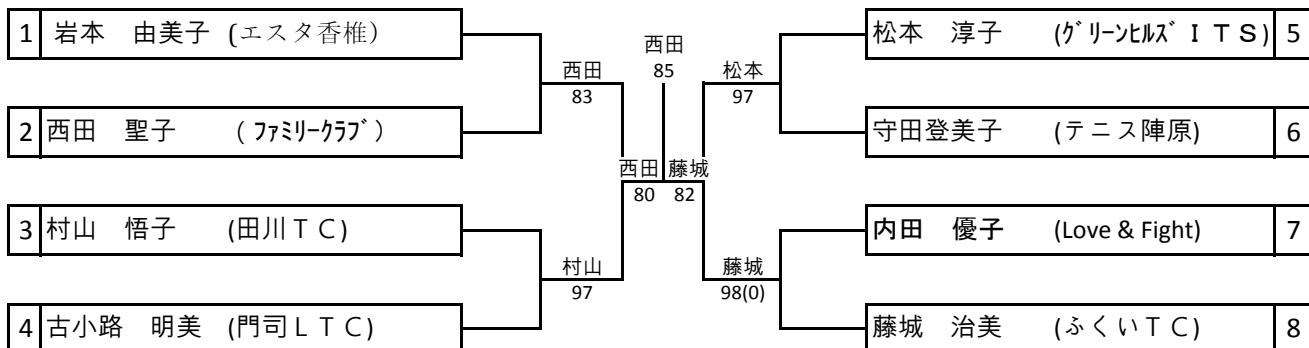 1 岩本　由美子 (エスタ香椎)
2 西田　聖子 (ﾌｧﾐﾘｰｸﾗﾌﾞ)
3 村山　悟子 (田川ＴＣ)
4 古小路　明美 (門司ＬＴＣ)
西田
83
村山
97
西田
80
西田
85
藤城
82
松本
97
藤城
98(0)
松本　淳子 (ｸﾞﾘｰﾝﾋﾙｽﾞＩＴＳ) 5
守田登美子 (テニス陣原) 6
内田　優子 (Love & Fight) 7
藤城　治美 (ふくいＴＣ) 8